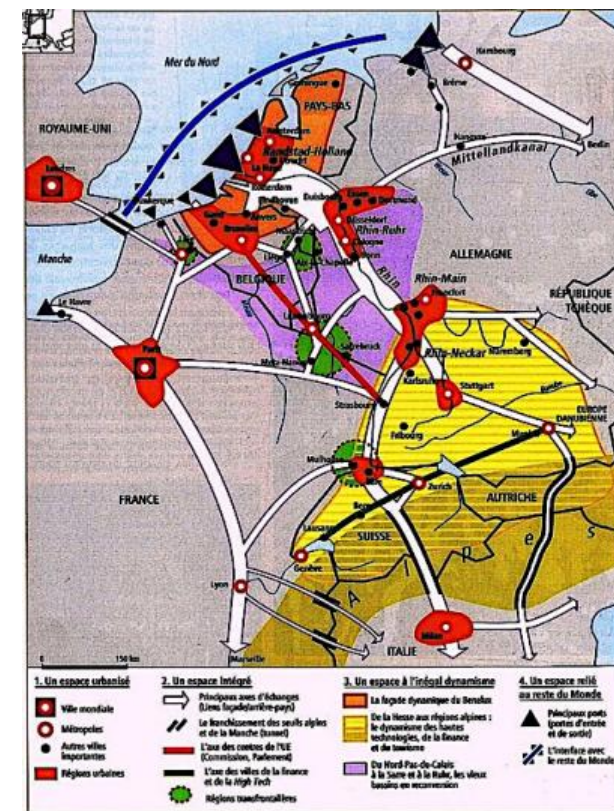 Mer du Nord
Hambourg
Brême
Groningue
PAYS-BAS
ROYAUME-UNI
Amsterdam
Randstad-Holland
La Haye
Utrecht
Rotterdam
Hanovre
Berlin
Mittellandkanal
Londres
Dunkerque
Eindhoven
Duisbourg
Essen
Dortmund
Gand
Anvers
Düsseldorf
Bruxelles
Rhin-Ruhr
Cologne
Manche
Liège
Aix-la-Chapelle
Bonn
BELGIQUE
Rhin
ALLEMAGNE
Rhin-Main
RÉPUBLIQUE
TCHÈQUE
Le Havre
Luxembourg
Francfort
Paris
Metz-Nancy
Sarrebruck
Rhin-Neckar
Nüremberg
Karlsruhe
Stuttgart
Strasbourg
EUROPE
DANUBIENNE
Fribourg
Munich
Mulhouse
FRANCE
Zurich
Lausanne
SUISSE
AUTRICHE
Genève
Alpes
Lyon
ITALIE
Milan
Marseille
0 150 km
1. Un espace urbanisé
Ville mondiale
Métropoles
Autres villes
importantes
Régions urbaines
2. Un espace intégré
Principaux axes d'échanges
(Liens façade/arrière-pays)
Le franchissement des seuils alpins
et de la Manche (tunnel)
L'axe des centres de l'UE
(Commission, Parlement)
L'axe des villes de la finance
et de la High Tech
Régions transfrontalières
3. Un espace à l'inégal dynamisme
La façade dynamique du Benelux
De la Hesse aux régions alpines :
le dynamisme des hautes
technologies, de la finance
et du tourisme
Du Nord-Pas-de-Calais
à la Sarre et à la Ruhr, les vieux
bassins en reconversion
4. Un espace relié
au reste du Monde
Principaux ports
(portes d'entrée
et de sortie)
L'interface avec
le reste du Monde